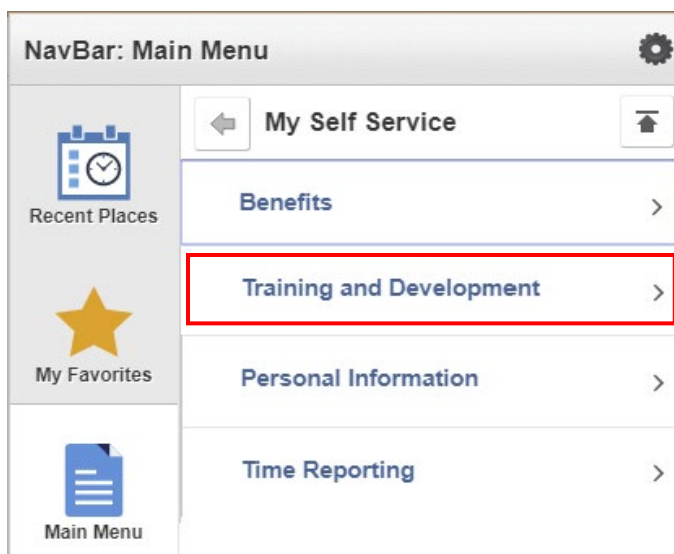 NavBar: Main Menu
My Self Service
Recent Places
Benefits
Training and Development
My Favorites
Personal Information
Time Reporting
Main Menu